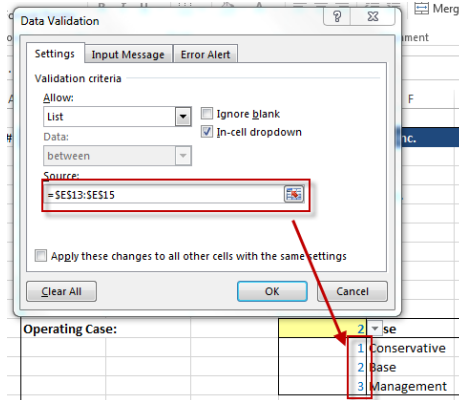 Merg
Data Validation
? X
ment
Settings Input Message Error Alert
Validation criteria
Allow:
List
Ignore blank
Data:
In-cell dropdown
between
Source:
=$E$13:$E$15
Apply these changes to all other cells with the same settings
Clear All OK Cancel
F
#
nc.
Operating Case: 2 se
1 Conservative
2 Base
3 Management